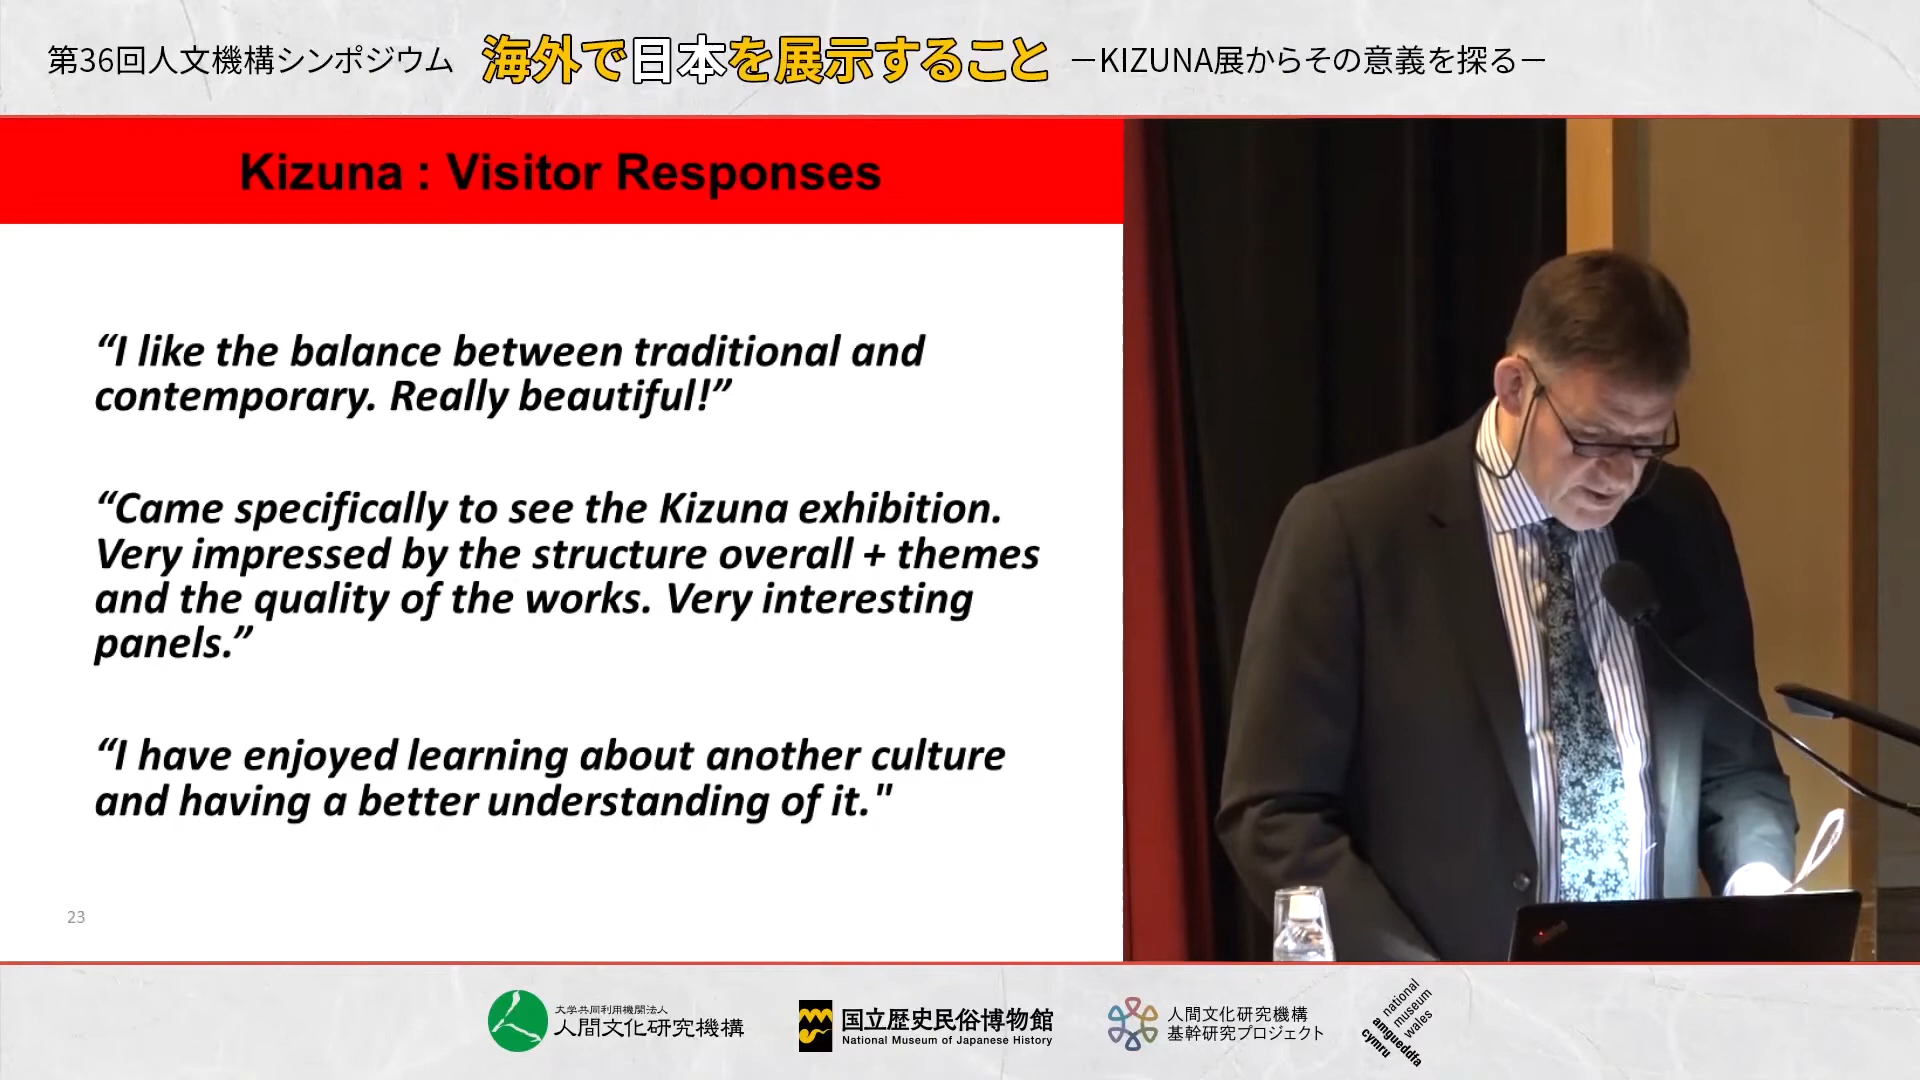 第36回人文機構シンポジウム 海外で日本を展示すること －KIZUNA展からその意義を探る－
Kizuna : Visitor Responses
“I like the balance between traditional and
contemporary. Really beautiful!”
“Came specifically to see the Kizuna exhibition.
Very impressed by the structure overall + themes
and the quality of the works. Very interesting
panels.”
“I have enjoyed learning about another culture
and having a better understanding of it."
23
大学共同利用機関法人
人間文化研究機構
国立歴史民俗博物館
National Museum of Japanese History
人間文化研究機構
基幹研究プロジェクト
national
museum
wales
amgueddfa
cymru